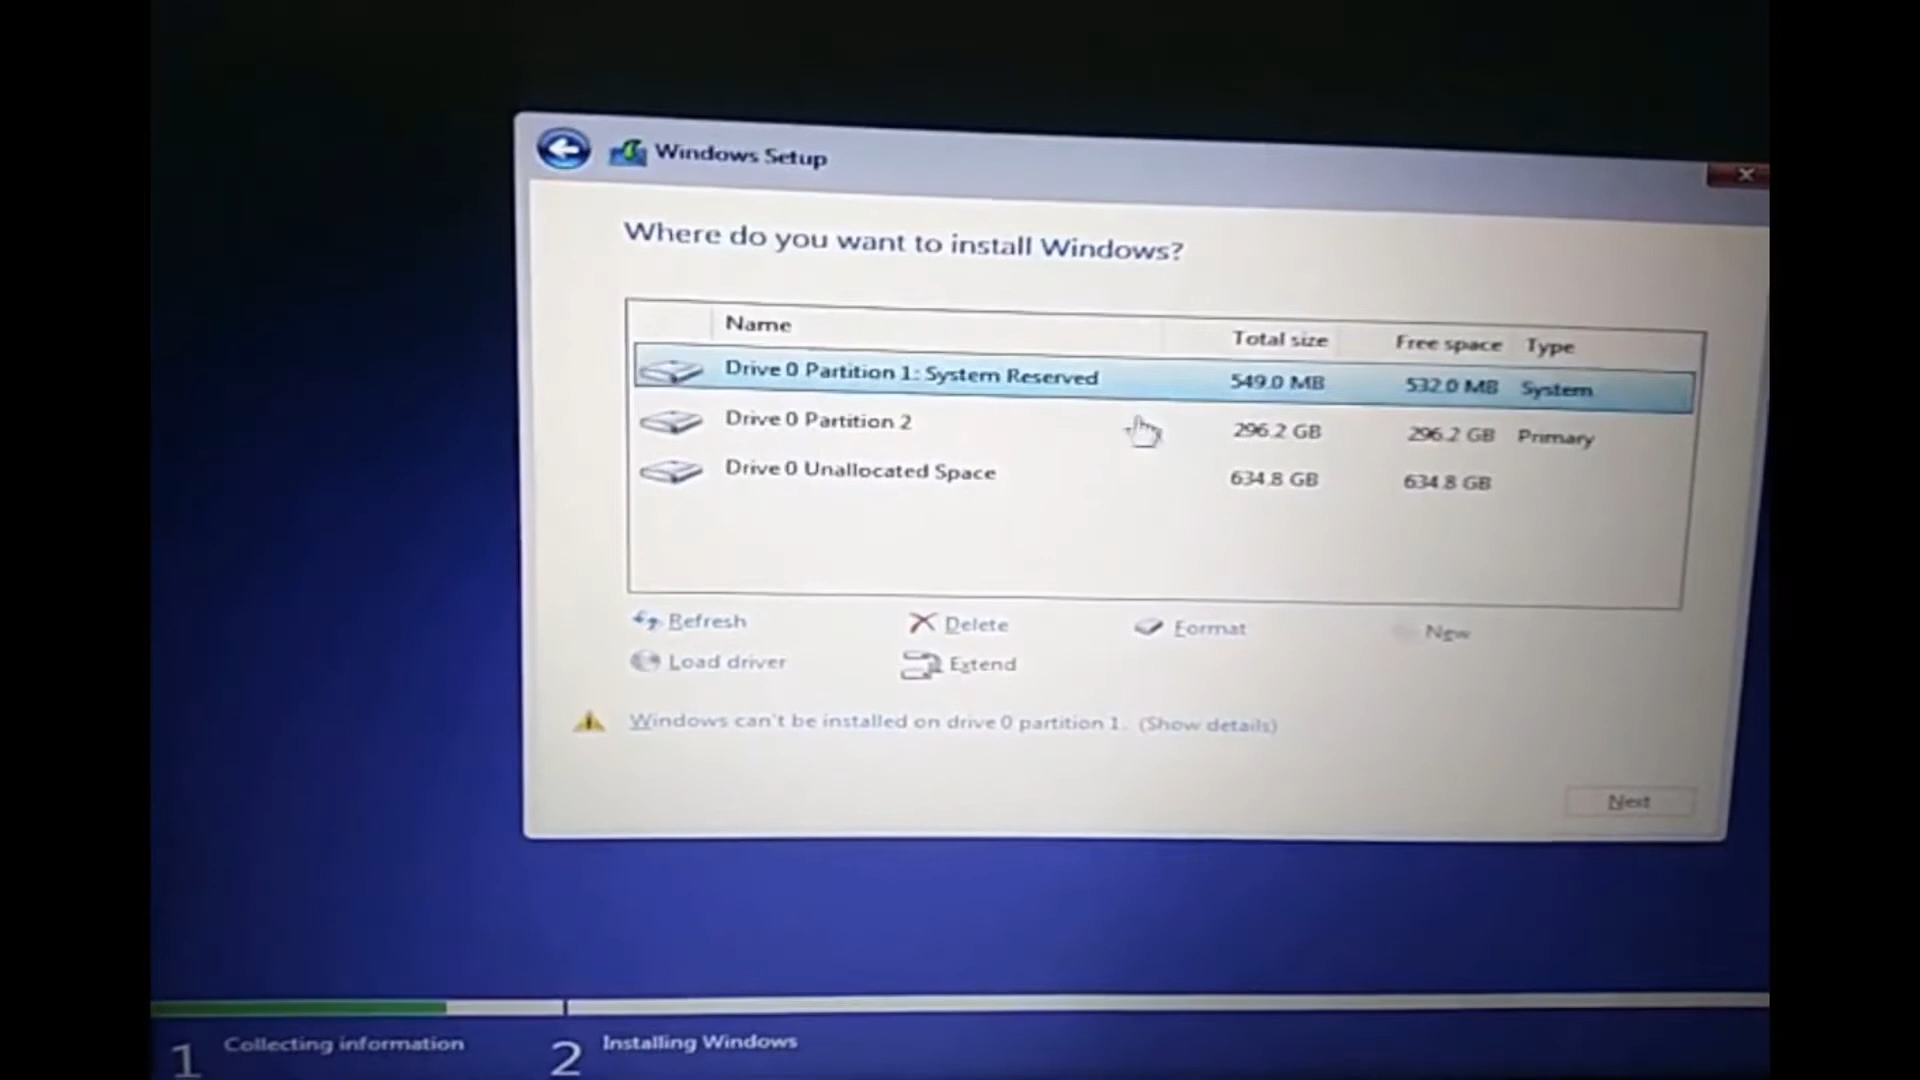 Windows Setup
Where do you want to install Windows?
Name Total size Free space Type
Drive 0 Partition 1: System Reserved 549.0 MB 532.0 MB System
Drive 0 Partition 2 296.2 GB 296.2 GB Primary
Drive 0 Unallocated Space 634.8 GB 634.8 GB
Refresh Delete Format New
Load driver Extend
Windows can't be installed on drive 0 partition 1. (Show details)
Next
1 Collecting information 2 Installing Windows